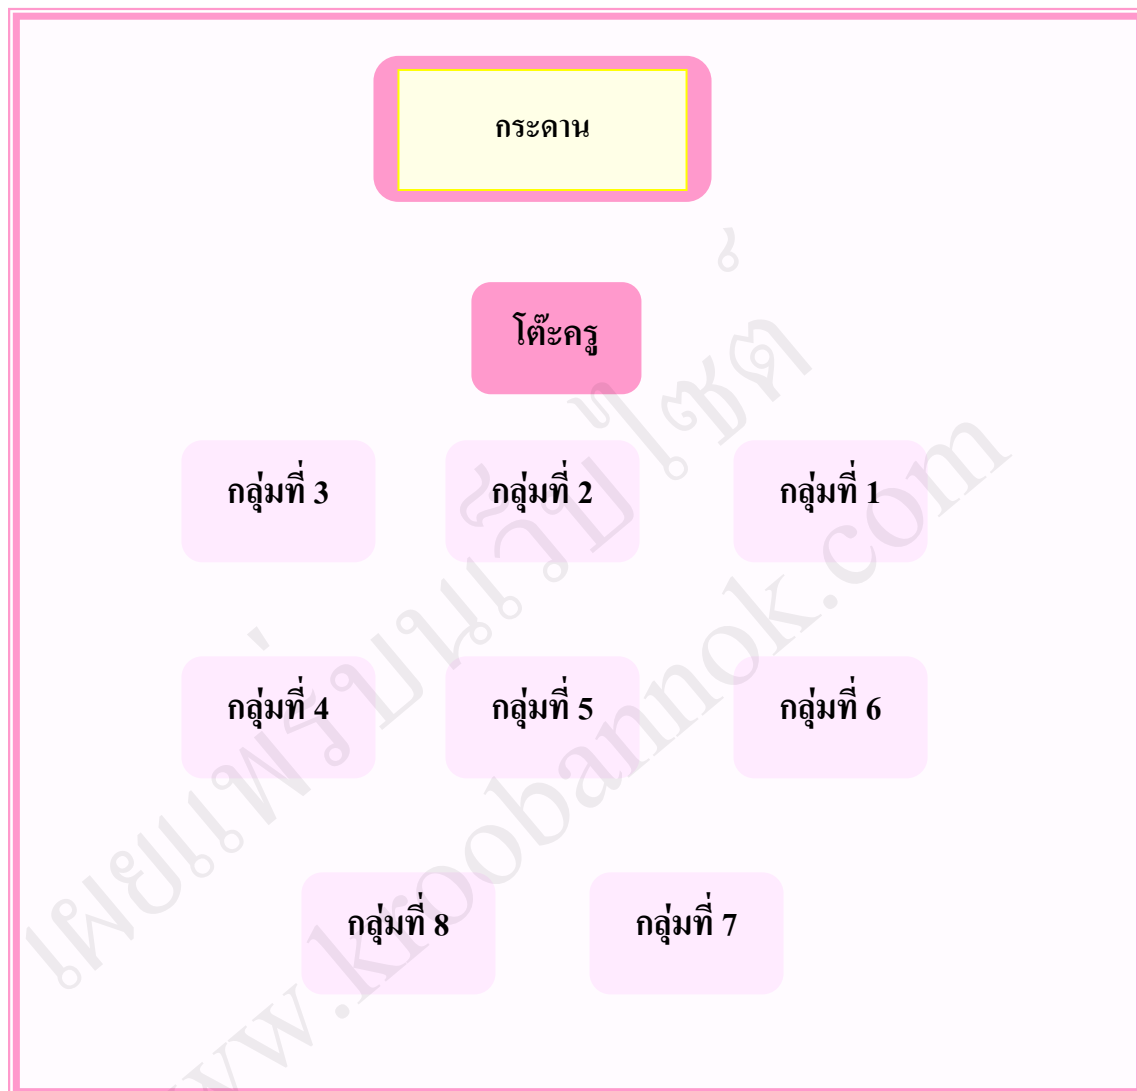 กระดาน
โต๊ะครู
กลุ่มที่ 3 กลุ่มที่ 2 กลุ่มที่ 1
กลุ่มที่ 4 กลุ่มที่ 5 กลุ่มที่ 6
กลุ่มที่ 8 กลุ่มที่ 7
เผยแพร่บนเว็บไซต์
www.kroobannok.com